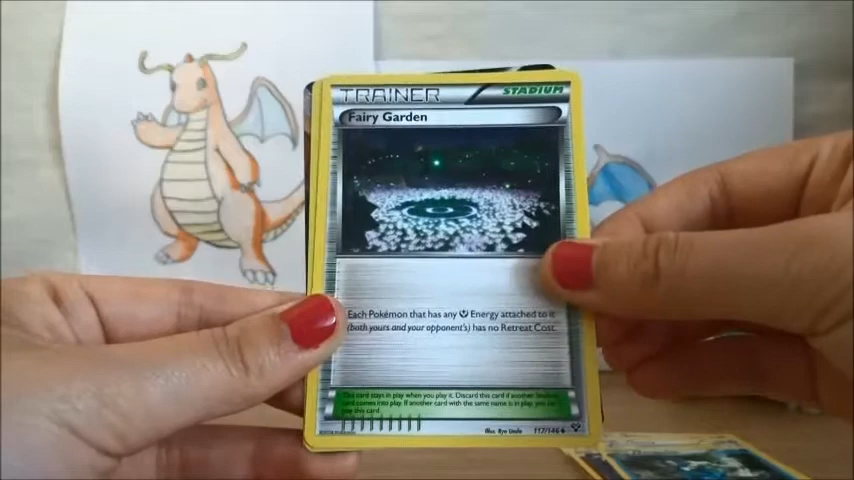 TRAINER
STADIUM
Fairy Garden
Each Pokémon that has any Energy attached to it
(both yours and your opponent's) has no Retreat Cost.
This card stays in play when you play it. Discard this card if another Stadium
card comes into play. If another card with the same name is in play, you can't
play this card.
Illus. Ryo Ueda 117/146